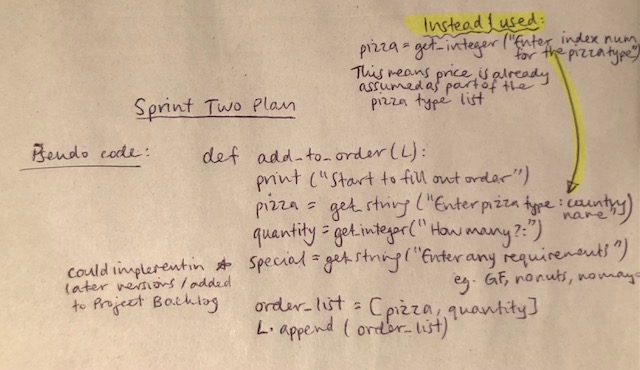 Instead I used:
pizza = get_integer ("Enter index num
for the pizza type")
This means price is already
assumed as part of the
pizza type list
Sprint Two Plan
Psendo code:
def add_to_order(L):
print ("Start to fill out order")
pizza = get_string ("Enter pizza type : country
name")
quantity = get_integer("How many?:")
special = get_string ("Enter any requirements")
eg. GF, no nuts, no mayo
could implement in *
later versions / added
to Project Backlog
order_list = [pizza, quantity]
L.append (order_list)